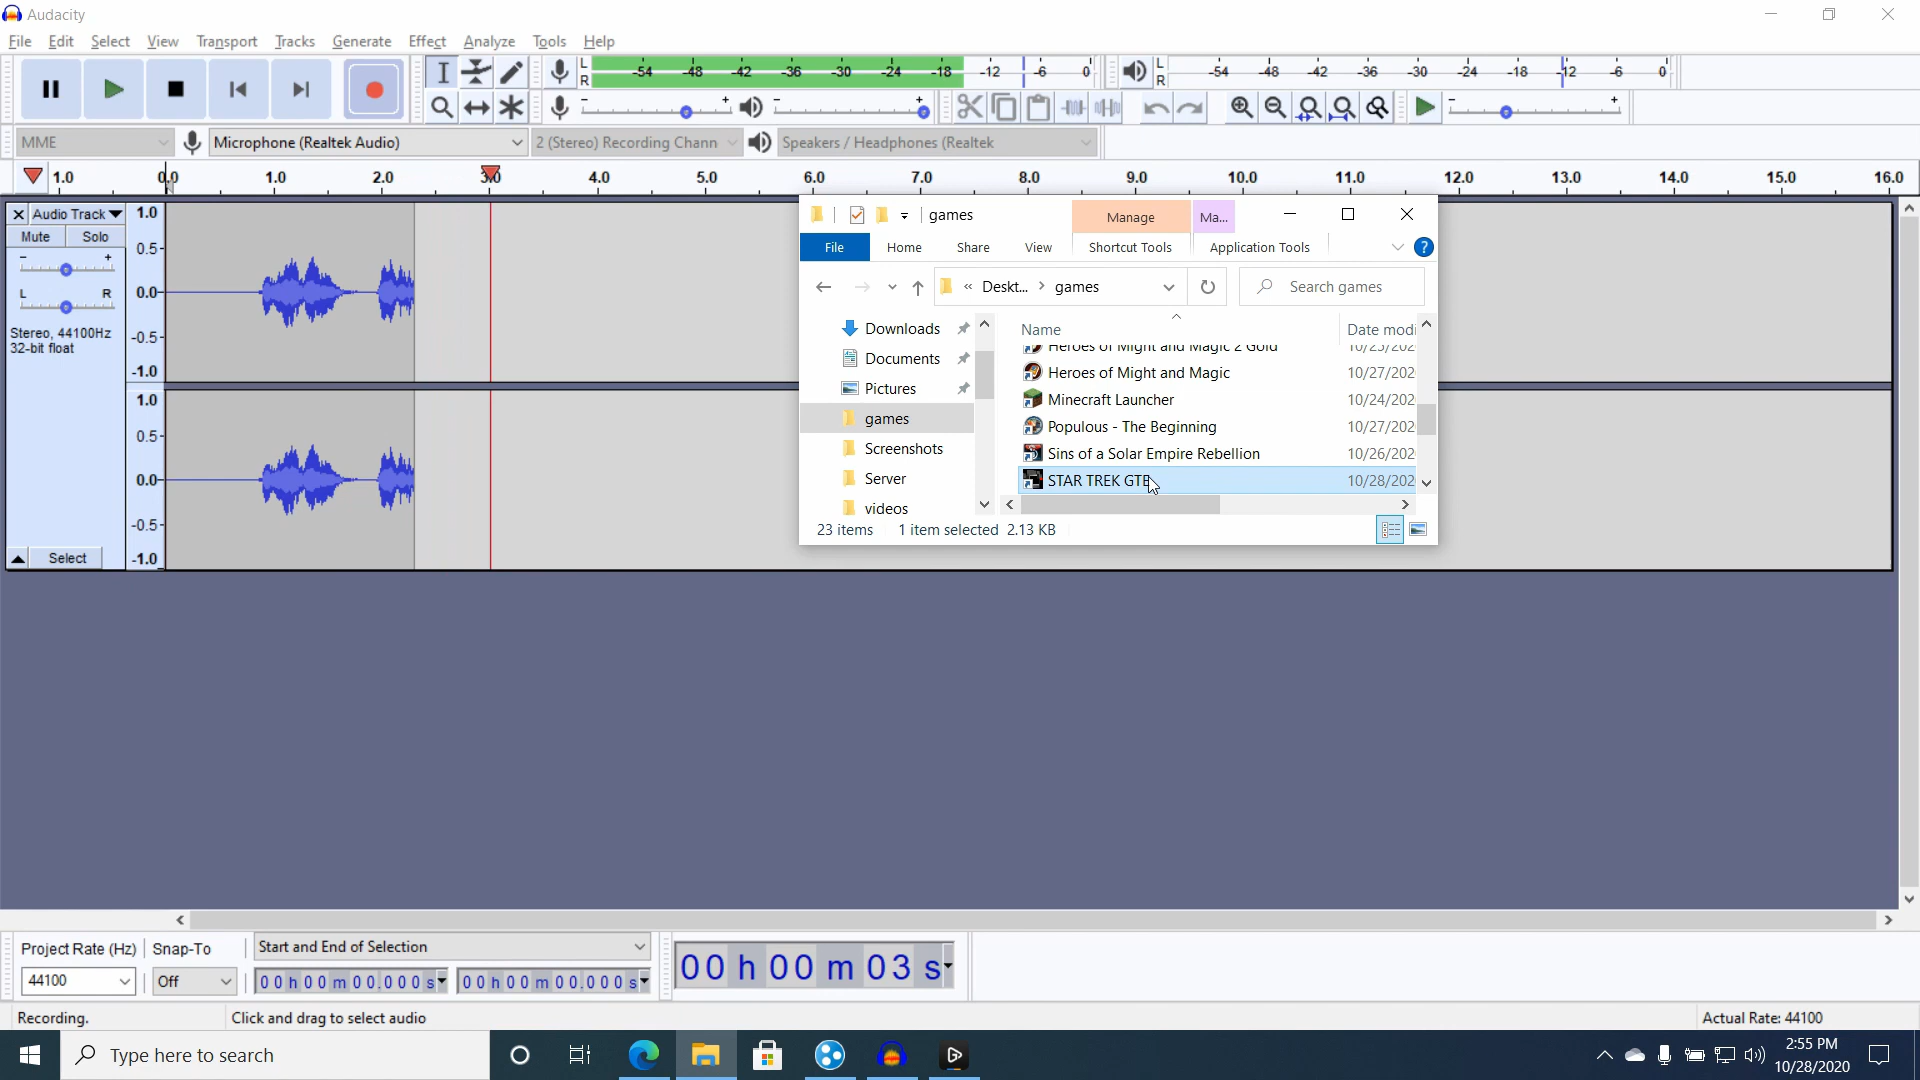 Audacity
File Edit Select View Transport Tracks Generate Effect Analyze Tools Help
L R -54 -48 -42 -36 -30 -24 -18 -12 -6 0
L R -54 -48 -42 -36 -30 -24 -18 -12 -6 0
MME Microphone (Realtek Audio) 2 (Stereo) Recording Chann Speakers / Headphones (Realtek
1.0 0.0 1.0 2.0 3.0 4.0 5.0 6.0 7.0 8.0 9.0 10.0 11.0 12.0 13.0 14.0 15.0 16.0
Audio Track
Mute Solo
- +
L R
Stereo, 44100Hz
32-bit float
Select
1.0
0.5-
0.0-
-0.5-
-1.0
1.0
0.5-
0.0-
-0.5-
-1.0
games
Manage Ma...
File Home Share View Shortcut Tools Application Tools
« Deskt... > games
Search games
Downloads
Documents
Pictures
games
Screenshots
Server
videos
Name Date modi
Heroes of Might and Magic 2 Gold 10/25/202
Heroes of Might and Magic 10/27/202
Minecraft Launcher 10/24/202
Populous - The Beginning 10/27/202
Sins of a Solar Empire Rebellion 10/26/202
STAR TREK GTB 10/28/202
23 items 1 item selected 2.13 KB
Project Rate (Hz) Snap-To Start and End of Selection
44100 Off 00 h 00 m 00.000 s 00 h 00 m 00.000 s
00 h 00 m 03 s
Recording. Click and drag to select audio Actual Rate: 44100
Type here to search
2:55 PM
10/28/2020